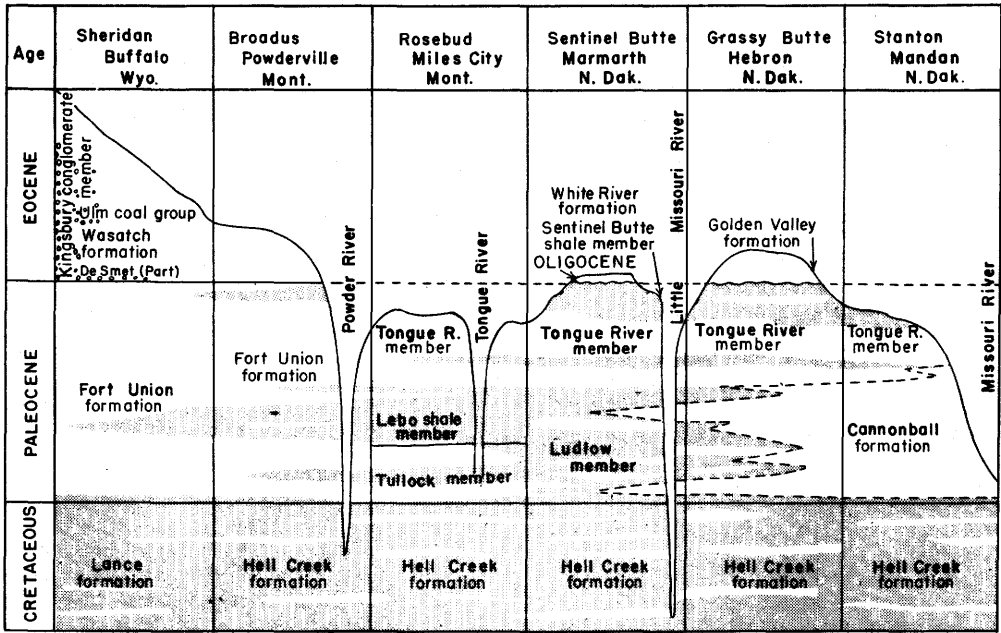 Age
Sheridan
Buffalo
Wyo.
Broadus
Powderville
Mont.
Rosebud
Miles City
Mont.
Sentinel Butte
Marmarth
N. Dak.
Grassy Butte
Hebron
N. Dak.
Stanton
Mandan
N. Dak.
EOCENE
Kingsbury conglomerate
member
Ulm coal group
Wasatch
formation
De Smet (Part)
Powder River
Tongue River
White River
formation
Sentinel Butte
shale member
OLIGOCENE
Little Missouri River
Golden Valley
formation
Missouri River
PALEOCENE
Fort Union
formation
Fort Union
formation
Tongue R.
member
Lebo shale
member
Tullock member
Tongue River
member
Ludlow
member
Tongue River
member
Tongue R.
member
Cannonball
formation
CRETACEOUS
Lance
formation
Hell Creek
formation
Hell Creek
formation
Hell Creek
formation
Hell Creek
formation
Hell Creek
formation